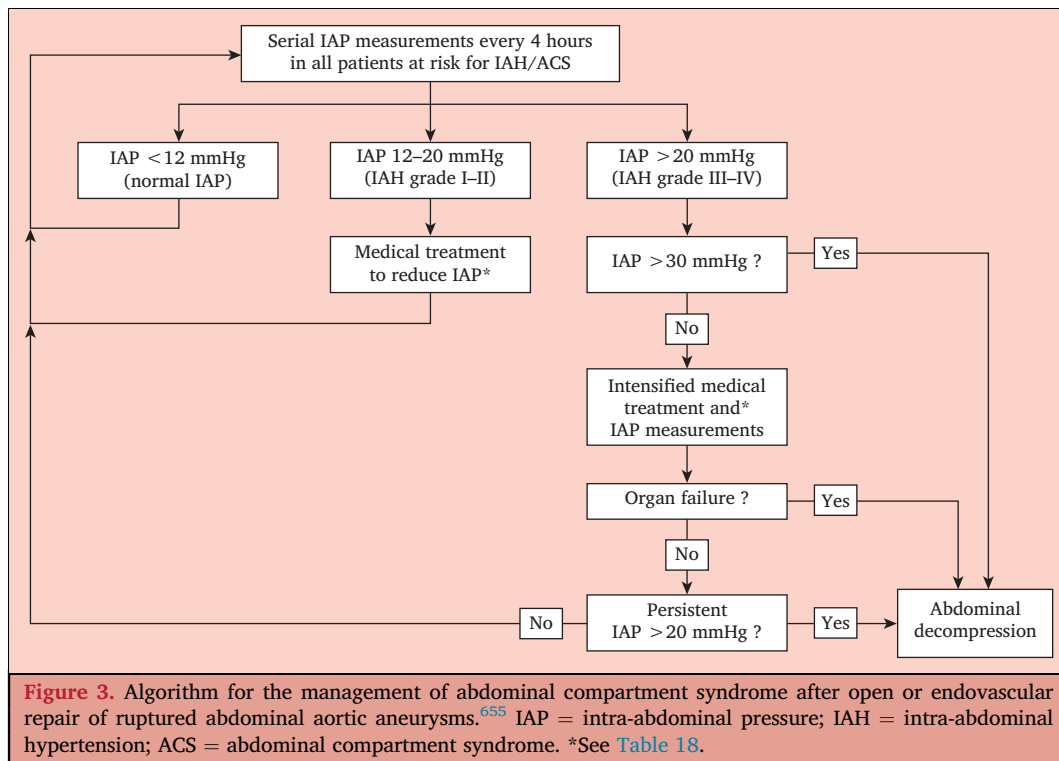 Serial IAP measurements every 4 hours
in all patients at risk for IAH/ACS
IAP <12 mmHg
(normal IAP)
IAP 12–20 mmHg
(IAH grade I–II)
IAP >20 mmHg
(IAH grade III–IV)
Medical treatment
to reduce IAP*
IAP >30 mmHg ?
Yes
No
Intensified medical
treatment and*
IAP measurements
Organ failure ?
Yes
No
No
Persistent
IAP >20 mmHg ?
Yes
Abdominal
decompression
Figure 3. Algorithm for the management of abdominal compartment syndrome after open or endovascular
repair of ruptured abdominal aortic aneurysms.655 IAP = intra-abdominal pressure; IAH = intra-abdominal
hypertension; ACS = abdominal compartment syndrome. *See Table 18.